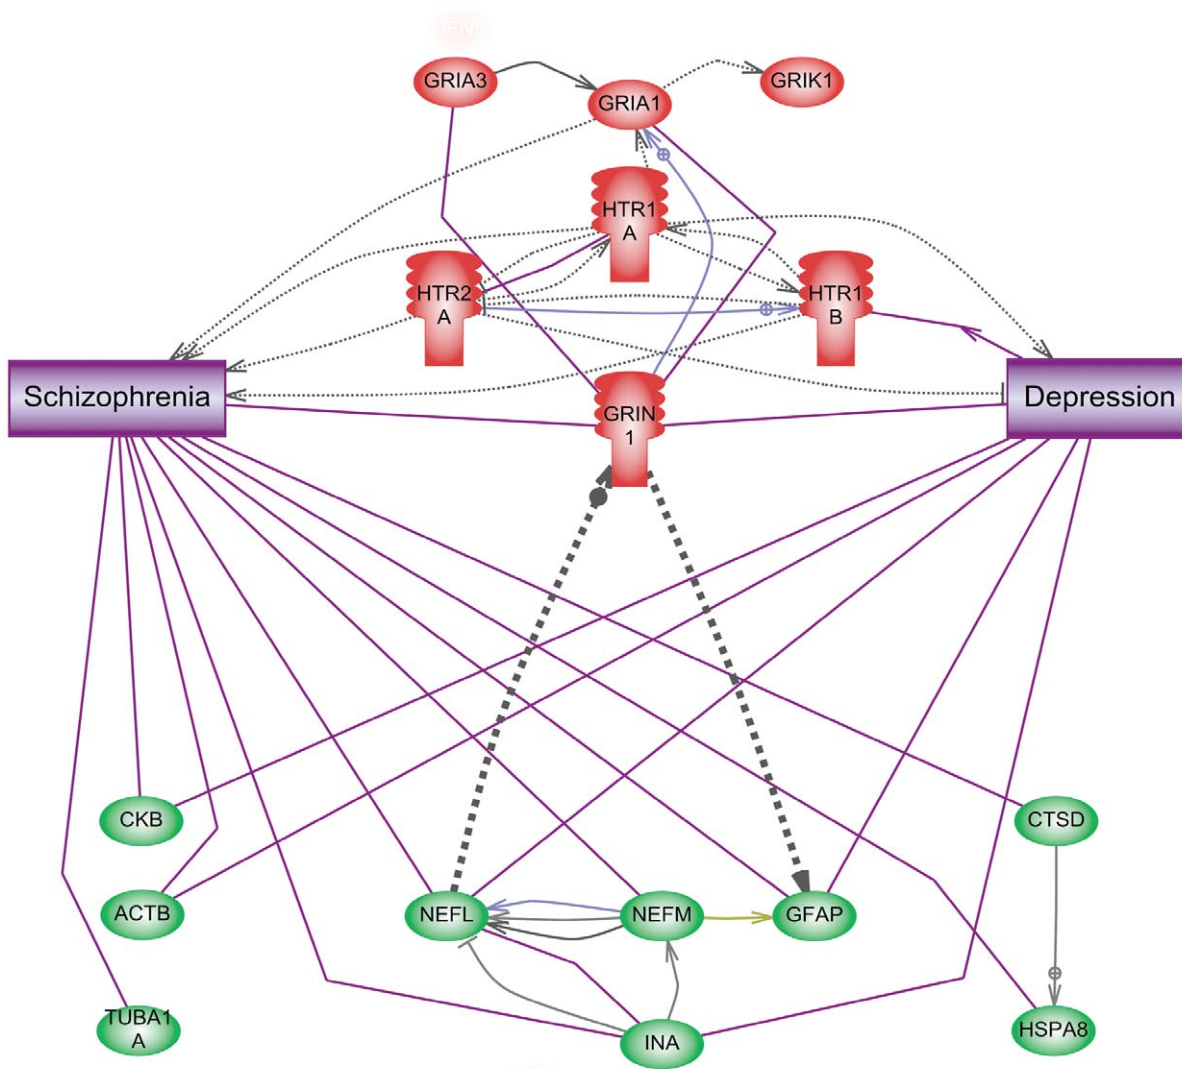 GRIA3
GRIK1
GRIA1
HTR1
A
HTR2
A
HTR1
B
Schizophrenia
Depression
GRIN
1
CKB
CTSD
ACTB
NEFL
NEFM
GFAP
TUBA1
A
INA
HSPA8